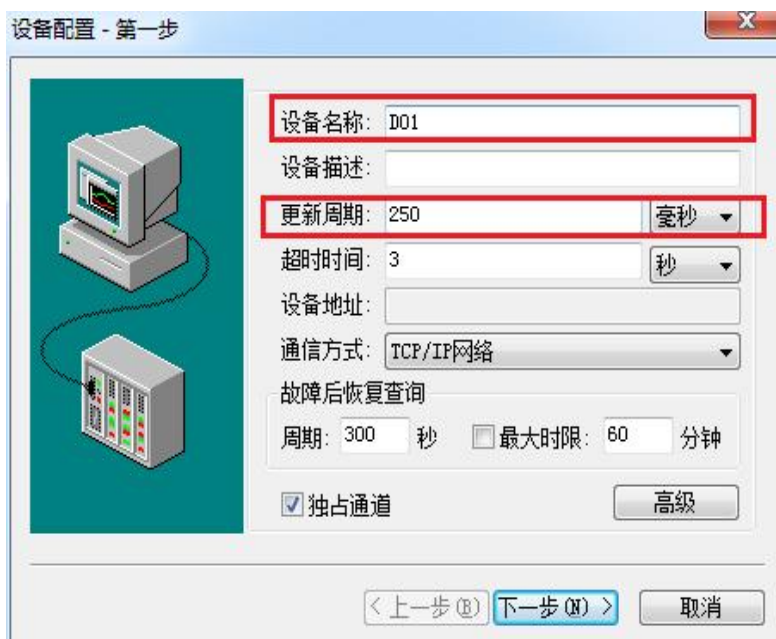 设备配置 - 第一步
设备名称: D01
设备描述:
更新周期: 250 毫秒
超时时间: 3 秒
设备地址:
通信方式: TCP/IP网络
故障后恢复查询
周期: 300 秒 最大时限: 60 分钟
独占通道 高级
< 上一步(B) 下一步(N) > 取消